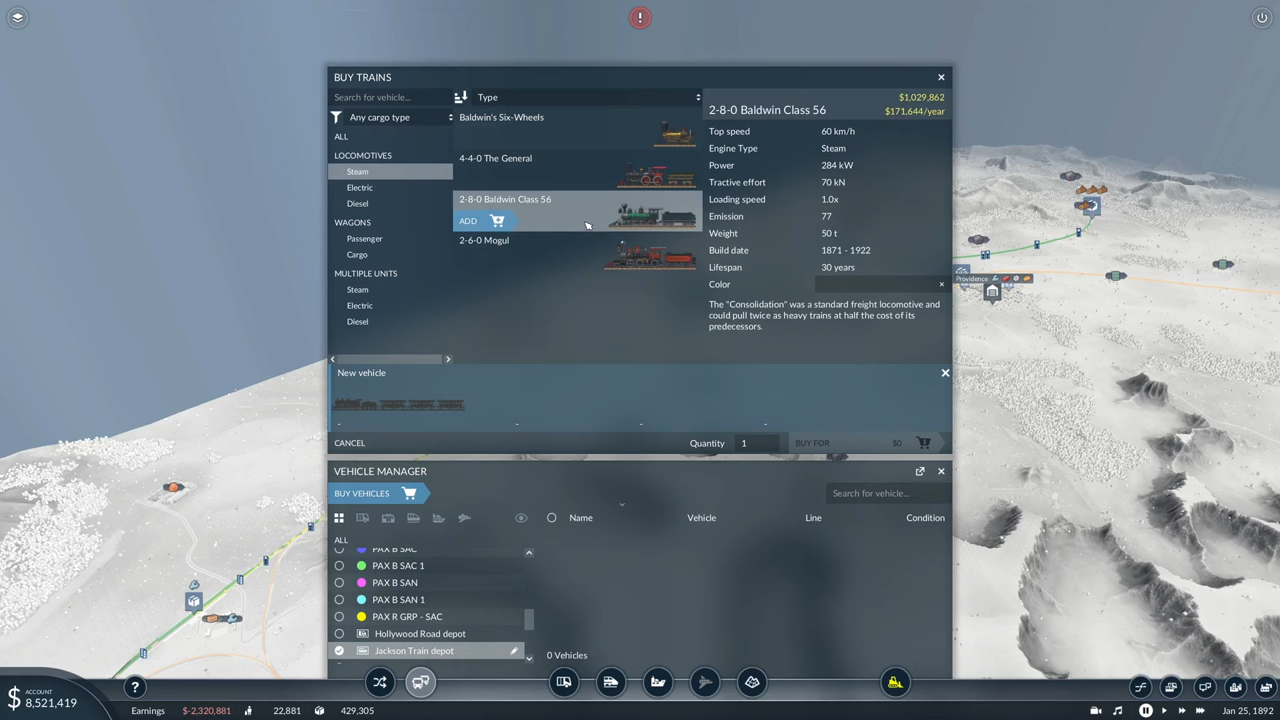 BUY TRAINS
Search for vehicle...
Type
Any cargo type
ALL
LOCOMOTIVES
Steam
Electric
Diesel
WAGONS
Passenger
Cargo
MULTIPLE UNITS
Steam
Electric
Diesel
Baldwin's Six-Wheels
4-4-0 The General
2-8-0 Baldwin Class 56
ADD
2-6-0 Mogul
$1,029,862
2-8-0 Baldwin Class 56
$171,644/year
Top speed 60 km/h
Engine Type Steam
Power 284 kW
Tractive effort 70 kN
Loading speed 1.0x
Emission 77
Weight 50 t
Build date 1871 - 1922
Lifespan 30 years
Color
The "Consolidation" was a standard freight locomotive and
could pull twice as heavy trains at half the cost of its
predecessors.
Providence
New vehicle
- - - -
CANCEL
Quantity 1
BUY FOR $0
VEHICLE MANAGER
BUY VEHICLES
Search for vehicle...
Name Vehicle Line Condition
ALL
PAX B SAC
PAX B SAC 1
PAX B SAN
PAX B SAN 1
PAX R GRP - SAC
Hollywood Road depot
Jackson Train depot
0 Vehicles
$ ACCOUNT
8,521,419
?
Earnings $-2,320,881 22,881 429,305
Jan 25, 1892